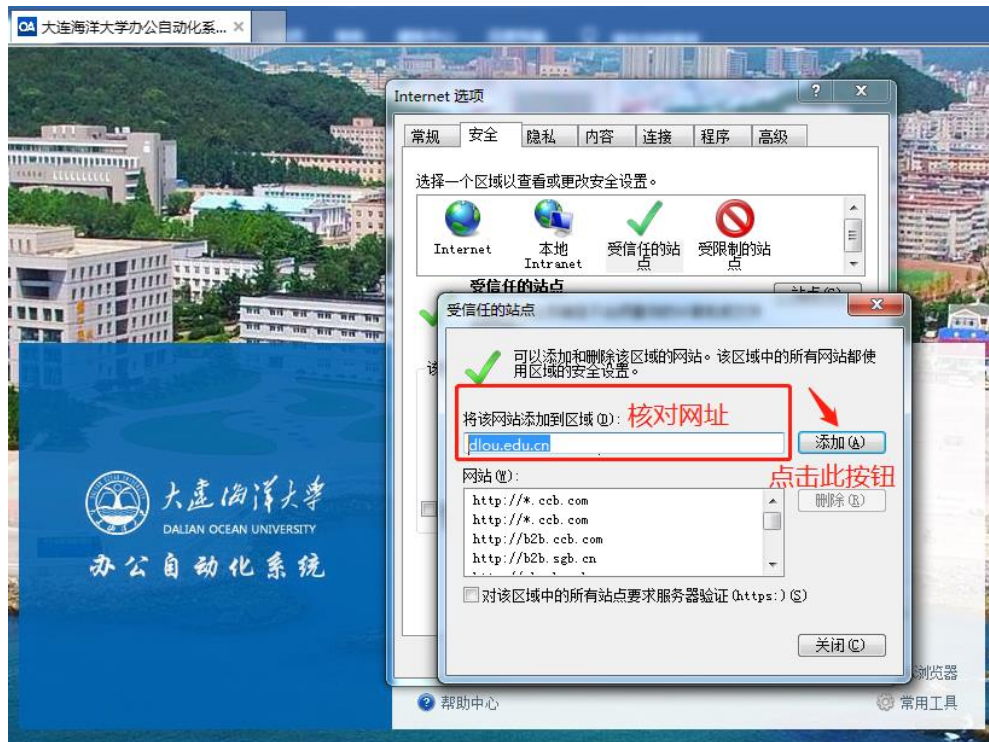 OA 大连海洋大学办公自动化系...
Internet 选项
常规 安全 隐私 内容 连接 程序 高级
选择一个区域以查看或更改安全设置。
Internet
本地
Intranet
受信任的站
点
受限制的站
点
受信任的站点
站点(S)
受信任的站点
可以添加和删除该区域的网站。该区域中的所有网站都使
用区域的安全设置。
该
将该网站添加到区域(D): 核对网址
dlou.edu.cn
添加(A)
点击此按钮
网站(W):
http://*.ccb.com
http://*.ccb.com
http://b2b.ccb.com
http://b2b.sgb.cn
删除(R)
对该区域中的所有站点要求服务器验证(https:)(S)
关闭(C)
大连海洋大学
DALIAN OCEAN UNIVERSITY
办公自动化系统
浏览器
帮助中心
常用工具